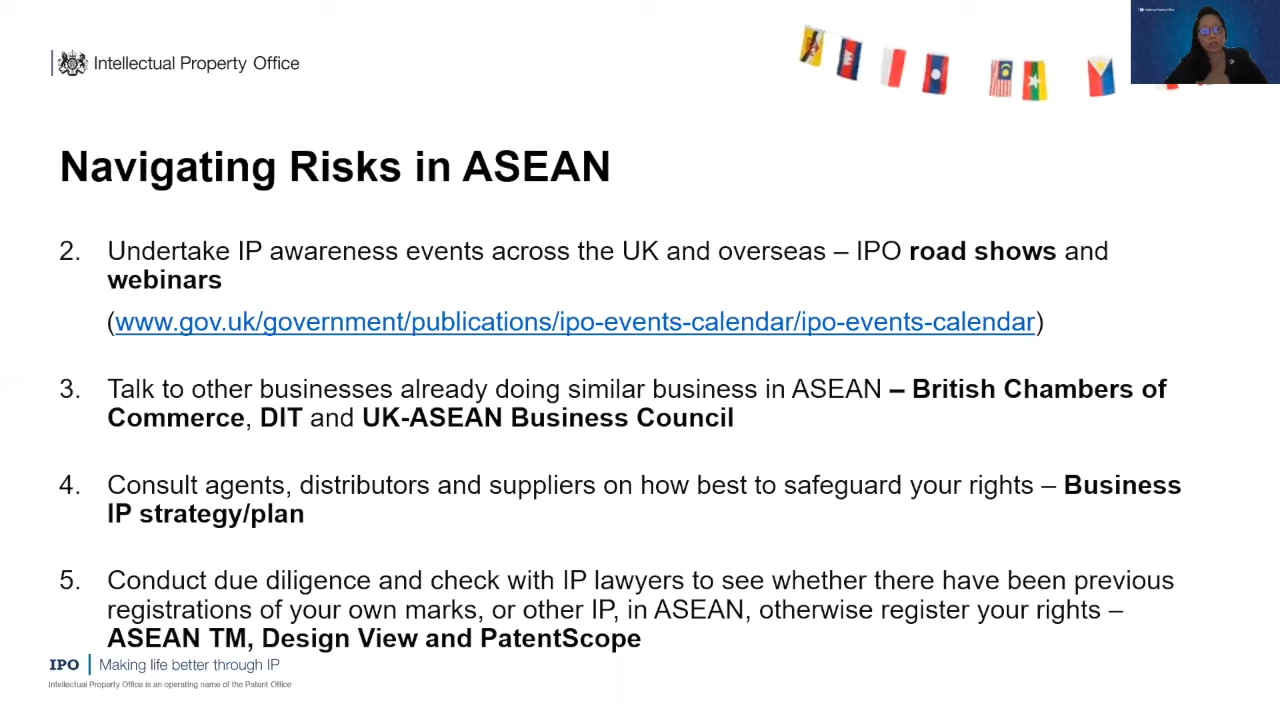 Intellectual Property Office
Intellectual Property Office
Navigating Risks in ASEAN
2. Undertake IP awareness events across the UK and overseas – IPO road shows and
webinars
(www.gov.uk/government/publications/ipo-events-calendar/ipo-events-calendar)
3. Talk to other businesses already doing similar business in ASEAN – British Chambers of
Commerce, DIT and UK-ASEAN Business Council
4. Consult agents, distributors and suppliers on how best to safeguard your rights – Business
IP strategy/plan
5. Conduct due diligence and check with IP lawyers to see whether there have been previous
registrations of your own marks, or other IP, in ASEAN, otherwise register your rights –
ASEAN TM, Design View and PatentScope
IPO | Making life better through IP
Intellectual Property Office is an operating name of the Patent Office